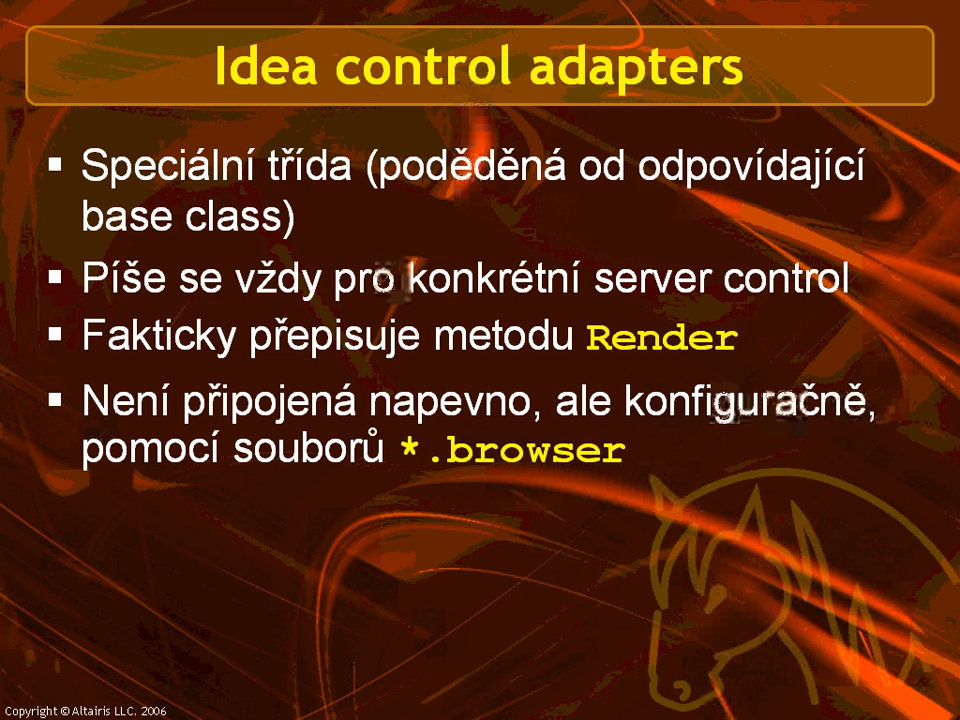 Idea control adapters
▪ Speciální třída (poděděná od odpovídající
base class)
▪ Píše se vždy pro konkrétní server control
▪ Fakticky přepisuje metodu Render
▪ Není připojená napevno, ale konfiguračně,
pomocí souborů *.browser
Copyright © Altairis LLC. 2006